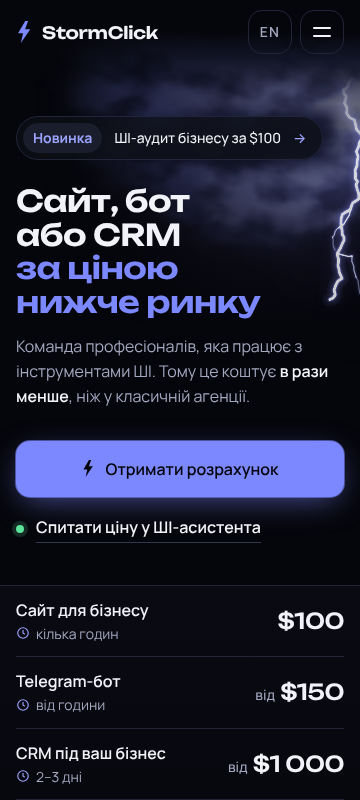 StormClick
EN
Новинка ШІ-аудит бізнесу за $100 →
Сайт, бот
або CRM
за ціною
нижче ринку
Команда професіоналів, яка працює з
інструментами ШІ. Тому це коштує в рази
менше, ніж у класичній агенції.
Отримати розрахунок
Спитати ціну у ШІ-асистента
Сайт для бізнесу
кілька годин
$100
Telegram-бот
від години
від $150
CRM під ваш бізнес
2–3 дні
від $1 000